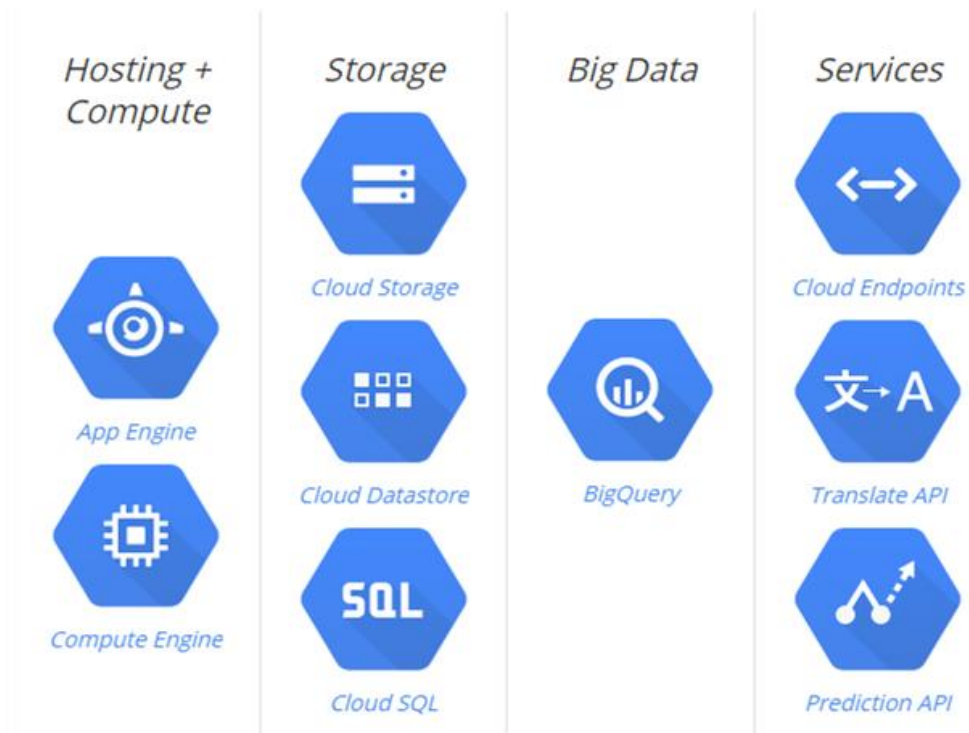 Hosting +
Compute
App Engine
Compute Engine
Storage
Cloud Storage
Cloud Datastore
SQL
Cloud SQL
Big Data
BigQuery
Services
Cloud Endpoints
文→A
Translate API
Prediction API